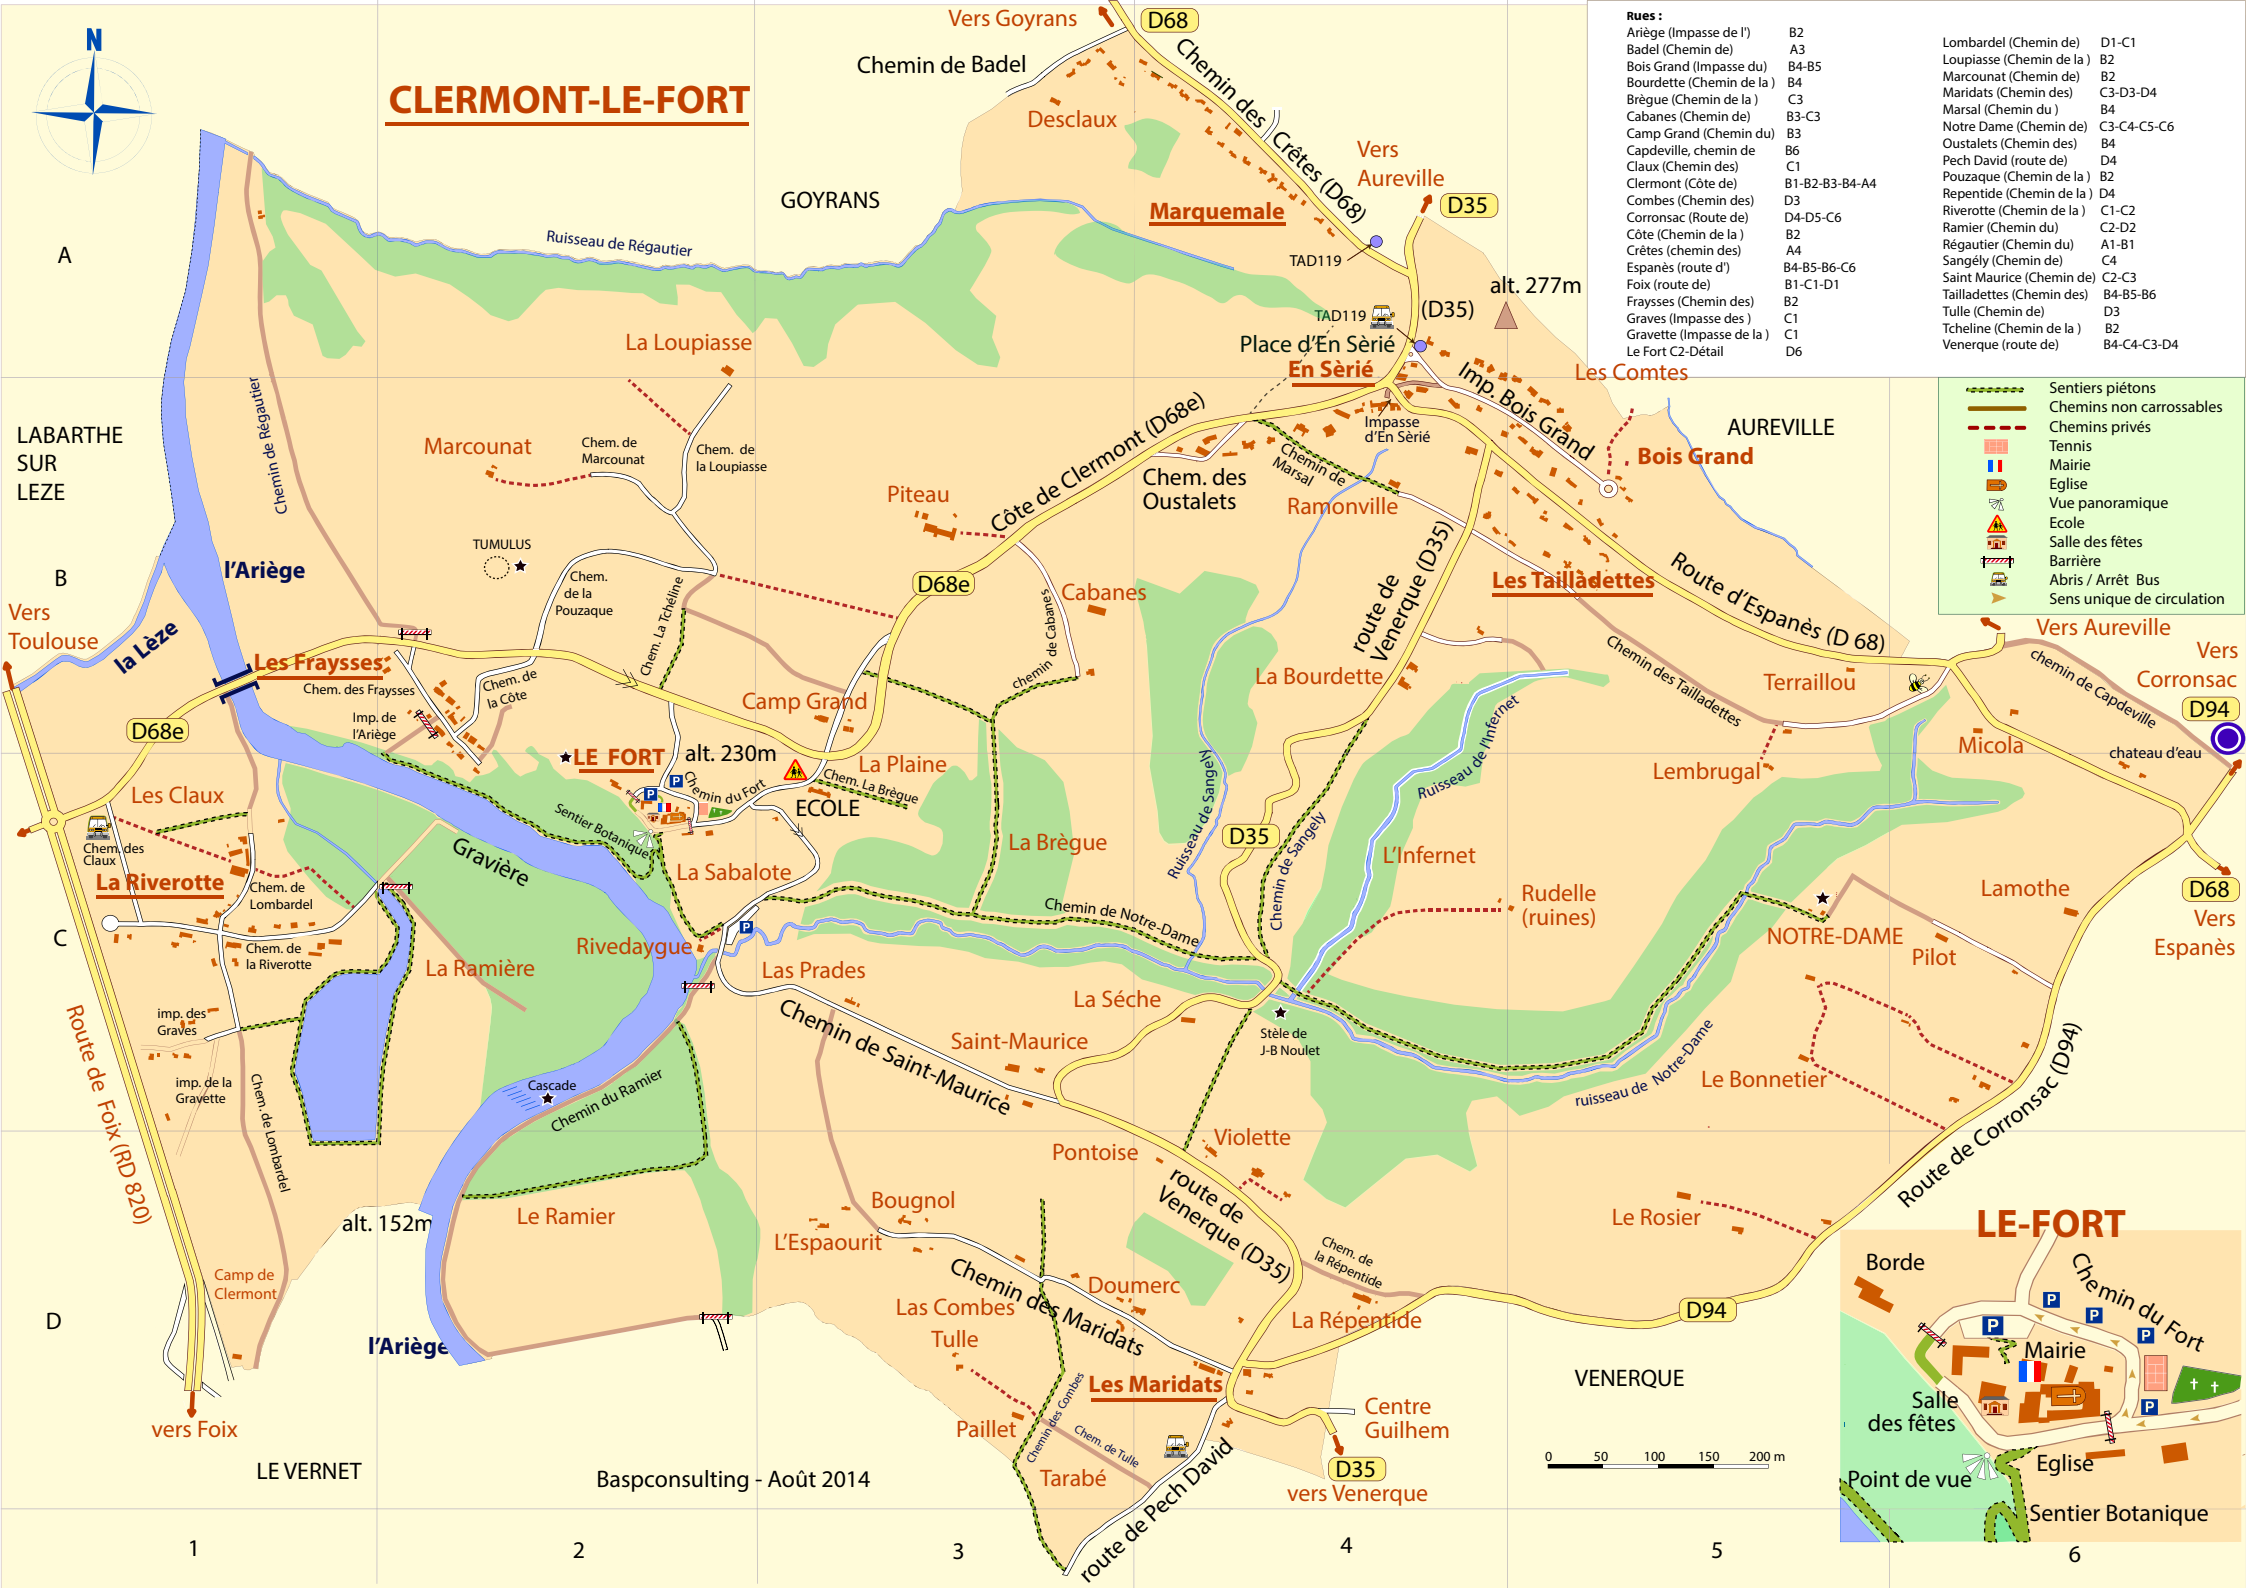 Vers Goyrans
D68
Chemin de Badel
CLERMONT-LE-FORT
N
Desclaux
Chemin des Crêtes (D68)
Vers
Aureville
D35
GOYRANS
Marquemale
Ruisseau de Régautier
TAD119
A
alt. 277m
(D35)
TAD119
Place d'En Sèrié
En Sèrié
La Loupiasse
Les Comtes
Imp. Bois Grand
Rues :
Ariège (Impasse de l') B2
Badel (Chemin de) A3
Bois Grand (Impasse du) B4-B5
Bourdette (Chemin de la ) B4
Brègue (Chemin de la ) C3
Cabanes (Chemin de) B3-C3
Camp Grand (Chemin du) B3
Capdeville, chemin de B6
Claux (Chemin des) C1
Clermont (Côte de) B1-B2-B3-B4-A4
Combes (Chemin des) D3
Corronsac (Route de) D4-D5-C6
Côte (Chemin de la ) B2
Crêtes (chemin des) A4
Espanès (route d') B4-B5-B6-C6
Foix (route de) B1-C1-D1
Fraysses (Chemin des) B2
Graves (Impasse des ) C1
Gravette (Impasse de la ) C1
Le Fort C2-Détail D6
Lombardel (Chemin de) D1-C1
Loupiasse (Chemin de la ) B2
Marcounat (Chemin de) B2
Maridats (Chemin des) C3-D3-D4
Marsal (Chemin du ) B4
Notre Dame (Chemin de) C3-C4-C5-C6
Oustalets (Chemin des) B4
Pech David (route de) D4
Pouzaque (Chemin de la ) B2
Repentide (Chemin de la ) D4
Riverotte (Chemin de la ) C1-C2
Ramier (Chemin du) C2-D2
Régautier (Chemin du) A1-B1
Sangély (Chemin de) C4
Saint Maurice (Chemin de) C2-C3
Tailladettes (Chemin des) B4-B5-B6
Tulle (Chemin de) D3
Tcheline (Chemin de la ) B2
Venerque (route de) B4-C4-C3-D4
Sentiers piétons
Chemins non carrossables
Chemins privés
Tennis
Mairie
Eglise
Vue panoramique
Ecole
Salle des fêtes
Barrière
Abris / Arrêt Bus
Sens unique de circulation
LABARTHE
SUR
LEZE
Chemin de Régautier
Marcounat
Chem. de
Marcounat
Chem. de
la Loupiasse
Côte de Clermont (D68e)
Impasse
d'En Sèrié
AUREVILLE
Bois Grand
Chemin de
Marsal
Chem. des
Oustalets
Ramonville
Piteau
TUMULUS
l'Ariège
B
Chem.
de la
Pouzaque
D68e
Cabanes
chemin de Cabanes
Chem. La Tchéline
route de
Venerque (D35)
Les Tailladettes
Route d'Espanès (D 68)
Vers
Toulouse
la Lèze
Les Fraysses
Chem. des Fraysses
Chem. de
la Côte
Imp. de
l'Ariège
D68e
Camp Grand
La Bourdette
Chemin des Tailladettes
Terraillou
Vers Aureville
chemin de Capdeville
Vers
Corronsac
D94
chateau d'eau
Micola
Lembrugal
Ruisseau de l'Infernet
LE FORT
alt. 230m
Chemin du Fort
P
P
La Plaine
Chem. La Brègue
ECOLE
Les Claux
Chem. des
Claux
La Riverotte
Sentier Botanique
Gravière
La Sabalote
La Brègue
Ruisseau de Sangely
D35
Chemin de Sangely
L'Infernet
Rudelle
(ruines)
Lamothe
D68
Vers
Espanès
NOTRE-DAME
Pilot
Chem. de
Lombardel
C
Chem. de
la Riverotte
La Ramière
Rivedaygue
P
Chemin de Notre-Dame
Las Prades
La Séche
imp. des
Graves
Chemin de Saint-Maurice
Saint-Maurice
Stèle de
J-B Noulet
ruisseau de Notre-Dame
Le Bonnetier
Route de Corronsac (D94)
Route de Foix (RD 820)
imp. de la
Gravette
Chem. de Lombardel
Cascade
Chemin du Ramier
Pontoise
Violette
route de
Venerque (D35)
Le Rosier
alt. 152m
Le Ramier
Bougnol
L'Espaourit
Chem. de
la Répentide
Camp de
Clermont
D
Chemin des Maridats
Doumerc
Las Combes
Tulle
La Répentide
D94
l'Ariège
Les Maridats
Paillet
Chemin des Combes
Chem. de Tulle
Tarabé
route de Pech David
Centre
Guilhem
D35
vers Venerque
VENERQUE
vers Foix
LE VERNET
Baspconsulting - Août 2014
0 50 100 150 200 m
LE-FORT
Borde
Chemin du Fort
P
P
P
P
P
Mairie
Salle
des fêtes
Eglise
Point de vue
Sentier Botanique
1
2
3
4
5
6